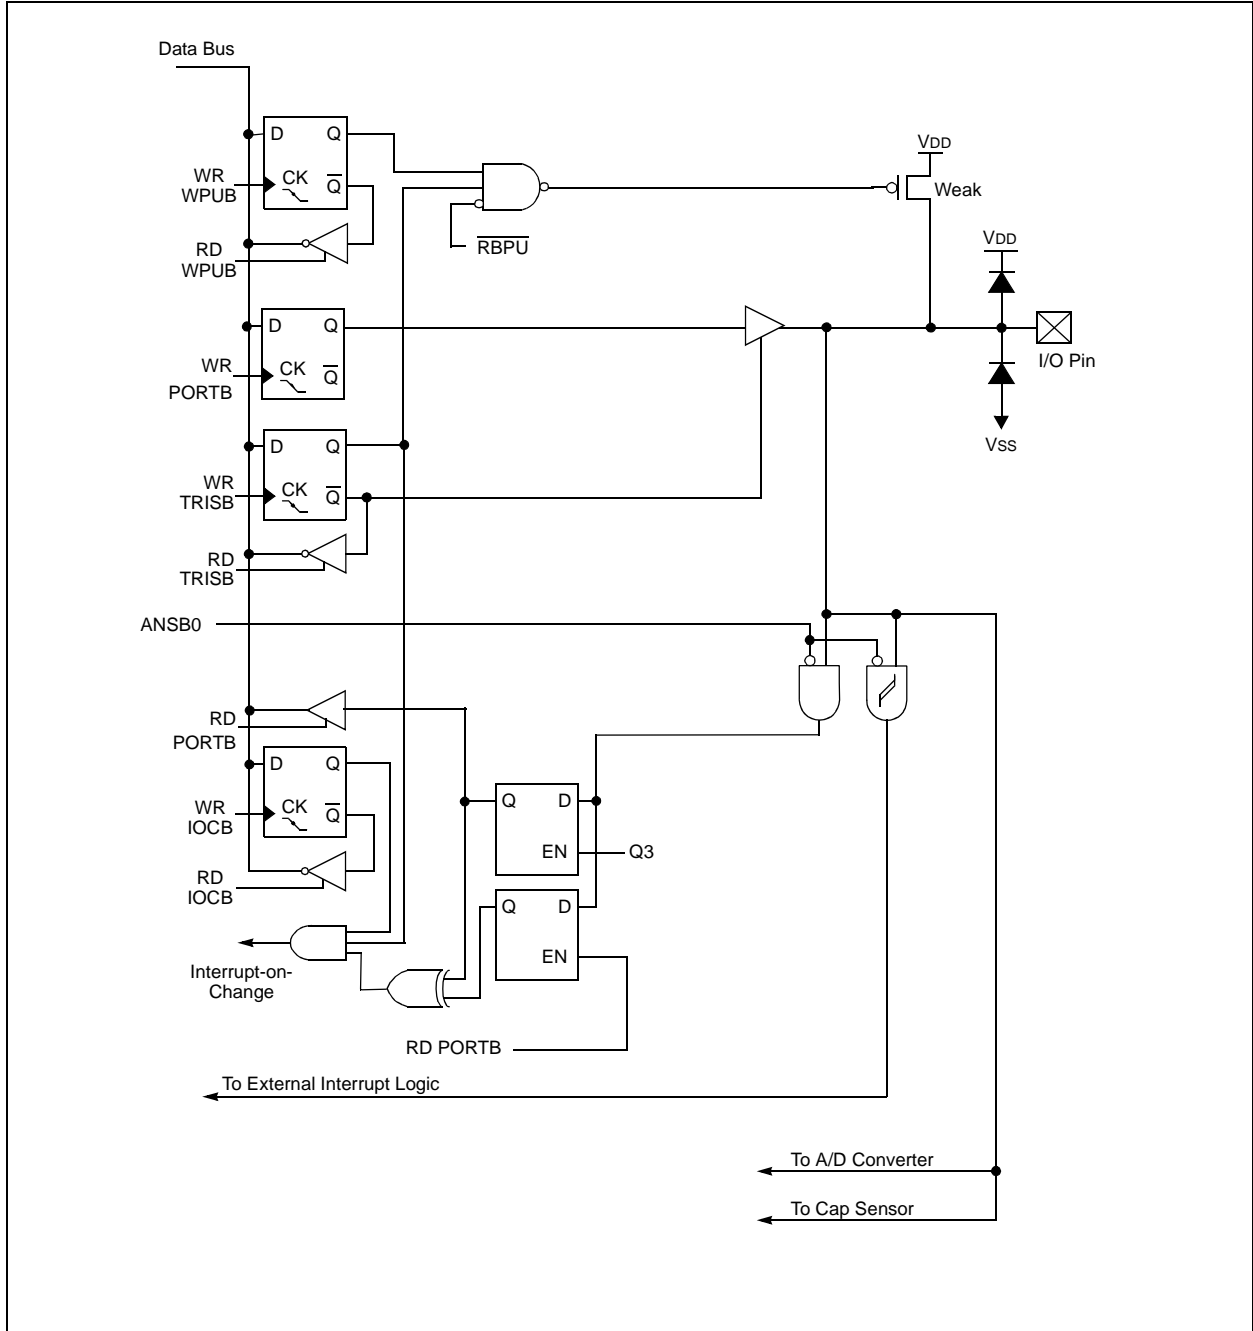 Data Bus
D Q
WR
WPUB
CK Q
RD
WPUB
RBPU
VDD
Weak
VDD
D Q
WR
PORTB
CK Q
I/O Pin
VSS
D Q
WR
TRISB
CK Q
RD
TRISB
ANSB0
RD
PORTB
D Q
WR
IOCB
CK Q
RD
IOCB
Q D
EN
Q3
Q D
EN
Interrupt-on-
Change
RD PORTB
To External Interrupt Logic
To A/D Converter
To Cap Sensor